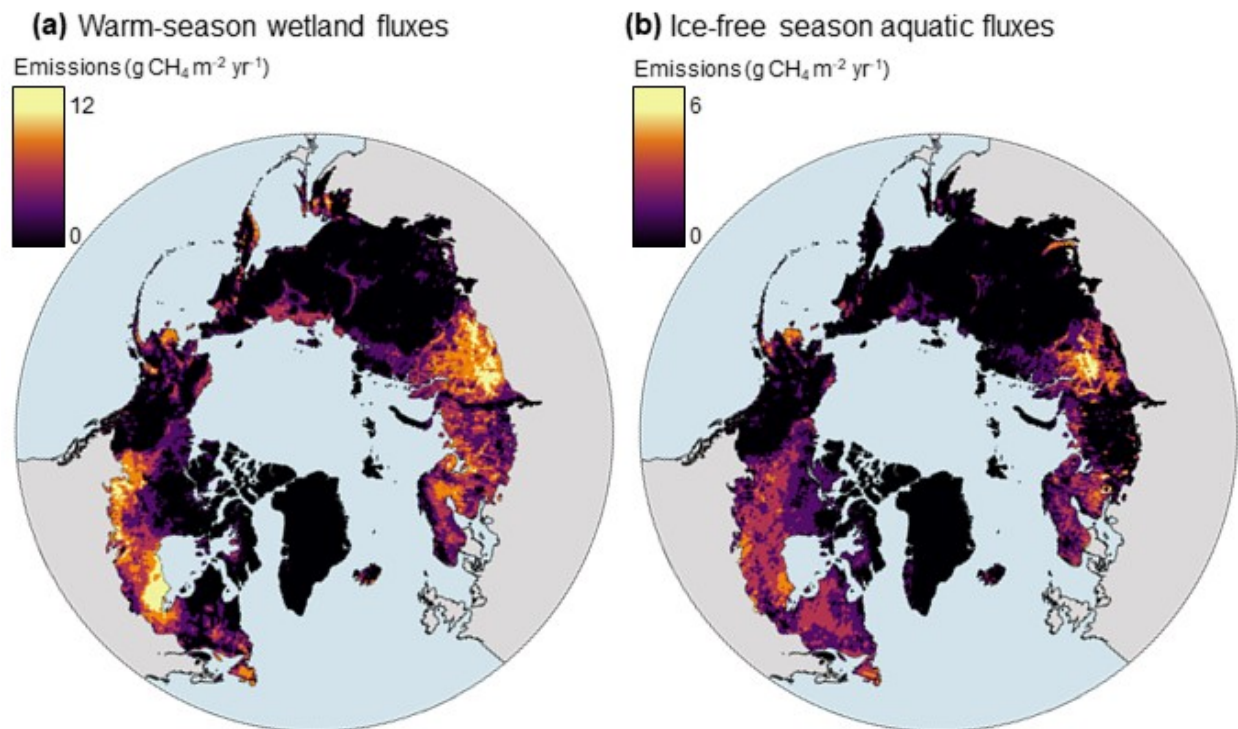 (a) Warm-season wetland fluxes
Emissions (g CH₄ m⁻² yr⁻¹)
12
0
(b) Ice-free season aquatic fluxes
Emissions (g CH₄ m⁻² yr⁻¹)
6
0